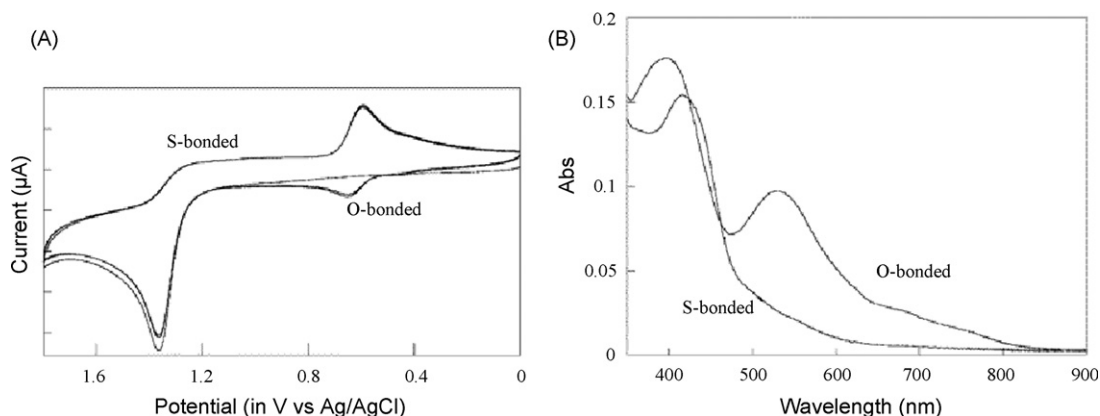 (A)
S-bonded
O-bonded
Current (µA)
1.6
1.2
0.8
0.4
0
Potential (in V vs Ag/AgCl)
(B)
0.2
0.15
0.1
0.05
0
Abs
O-bonded
S-bonded
400
500
600
700
800
900
Wavelength (nm)